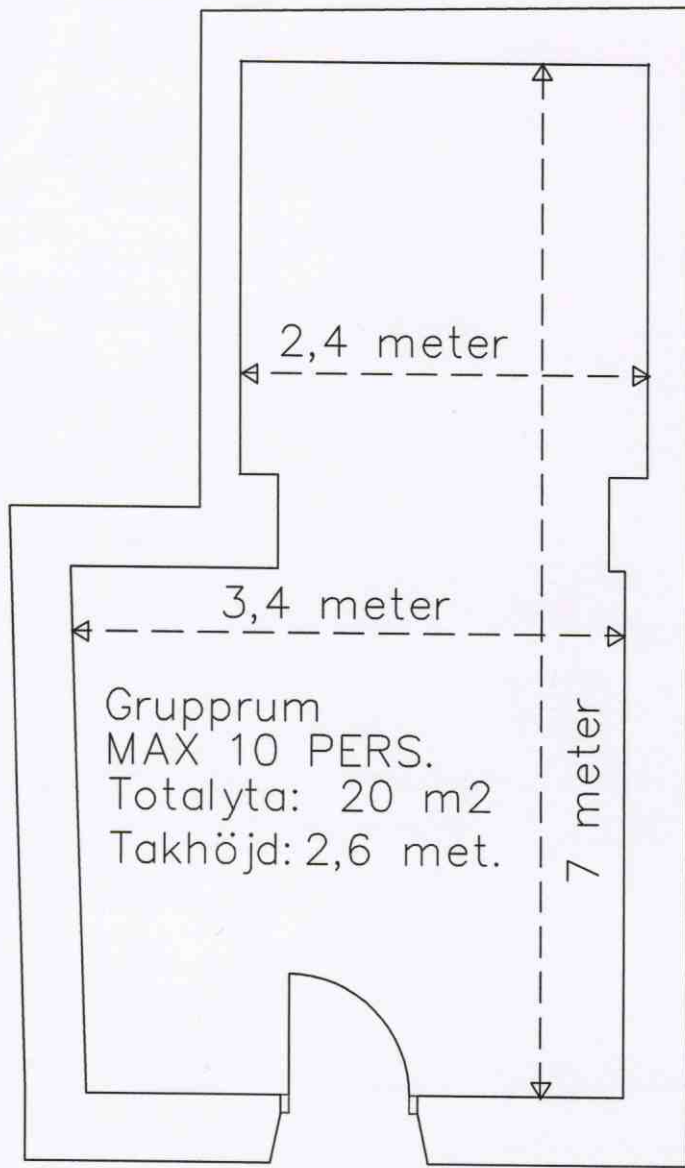 2,4 meter
3,4 meter
Grupprum
MAX 10 PERS.
Totalyta: 20 m2
Takhöjd: 2,6 met.
7 meter